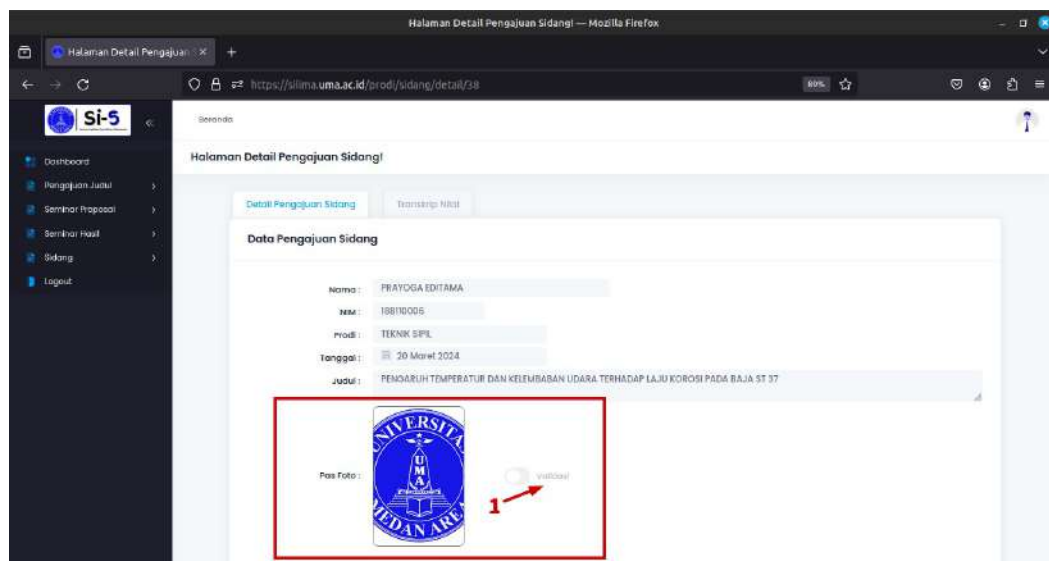 Halaman Detail Pengajuan Sidang! — Mozilla Firefox
Halaman Detail Pengajuan S
https://silima.uma.ac.id/prodi/sidang/detail/38
80%
Si-5
Beranda
Halaman Detail Pengajuan Sidang!
Dashboard
Pengajuan Judul
Seminar Proposal
Seminar Hasil
Sidang
Logout
Detail Pengajuan Sidang
Transkrip Nilai
Data Pengajuan Sidang
Nama : PRAYOGA EDITAMA
NIM : 188110006
Prodi : TEKNIK SIPIL
Tanggal : 20 Maret 2024
Judul : PENGARUH TEMPERATUR DAN KELEMBABAN UDARA TERHADAP LAJU KOROSI PADA BAJA ST 37
Pas Foto :
UNIVERSITAS
UMA
MEDAN AREA
Validasi
1